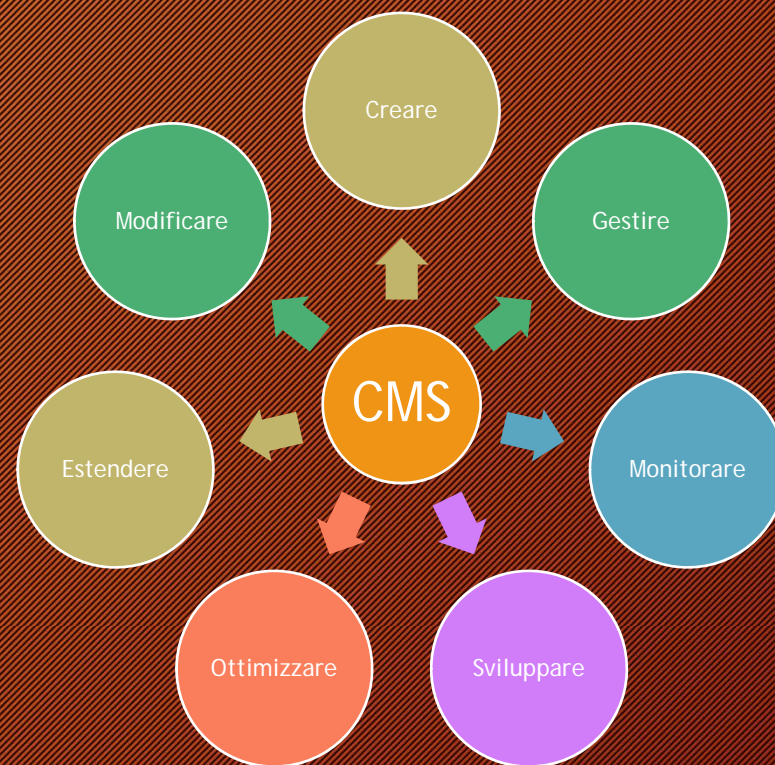 Creare
Modificare
Gestire
CMS
Estendere
Monitorare
Ottimizzare
Sviluppare